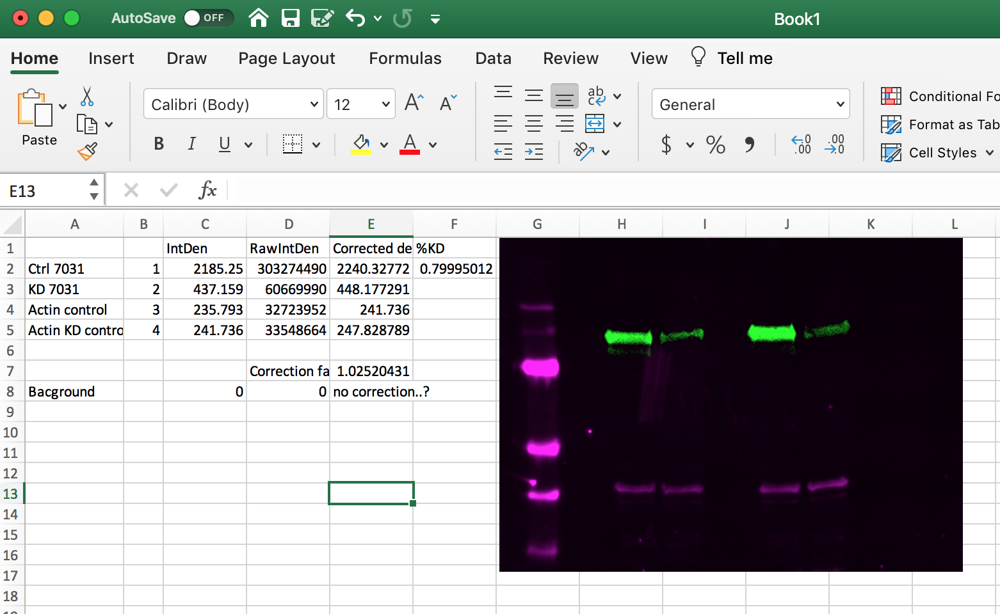 AutoSave OFF Book1
Home Insert Draw Page Layout Formulas Data Review View Tell me
Paste
Calibri (Body) 12 A A ab c General Conditional Fo
Format as Tab
B I U A $ % , .00 .00 Cell Styles
E13 fx
A B C D E F G H I J K L
1 IntDen RawIntDen Corrected de %KD
2 Ctrl 7031 1 2185.25 303274490 2240.32772 0.79995012
3 KD 7031 2 437.159 60669990 448.177291
4 Actin control 3 235.793 32723952 241.736
5 Actin KD contro 4 241.736 33548664 247.828789
6
7 Correction fa 1.02520431
8 Bacground 0 0 no correction..?
9
10
11
12
13
14
15
16
17
18